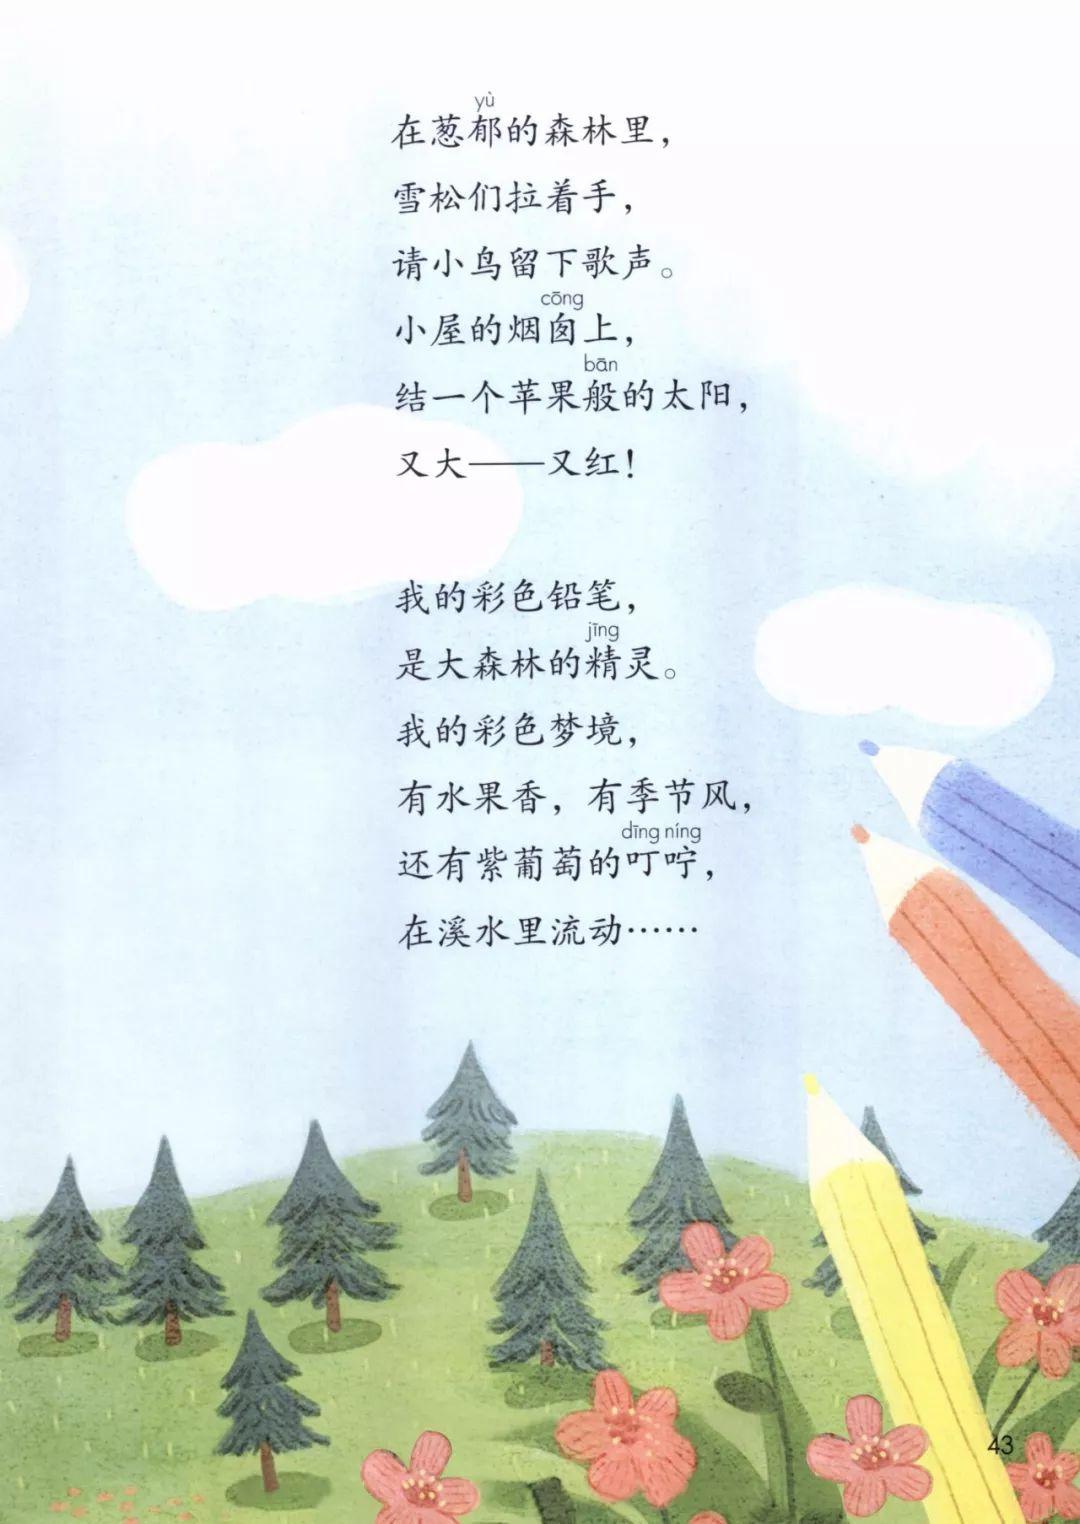 yù
在葱郁的森林里，
雪松们拉着手，
请小鸟留下歌声。
cōng
小屋的烟囱上，
bān
结一个苹果般的太阳，
又大——又红！
我的彩色铅笔，
jīng
是大森林的精灵。
我的彩色梦境，
有水果香，有季节风，
dīng níng
还有紫葡萄的叮咛，
在溪水里流动……
43